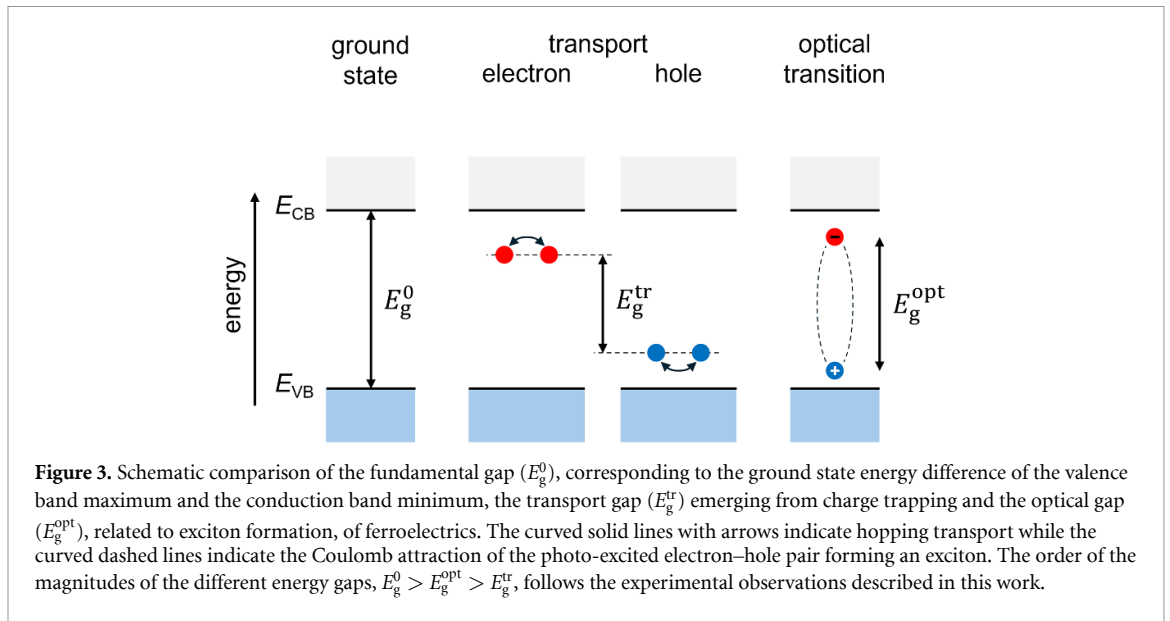 ground state
transport
electron
hole
optical transition
energy
E_CB
E_VB
E_g^0
E_g^tr
E_g^opt
−
+
Figure 3. Schematic comparison of the fundamental gap (E_g^0), corresponding to the ground state energy difference of the valence
band maximum and the conduction band minimum, the transport gap (E_g^tr) emerging from charge trapping and the optical gap
(E_g^opt), related to exciton formation, of ferroelectrics. The curved solid lines with arrows indicate hopping transport while the
curved dashed lines indicate the Coulomb attraction of the photo-excited electron–hole pair forming an exciton. The order of the
magnitudes of the different energy gaps, E_g^0 > E_g^opt > E_g^tr, follows the experimental observations described in this work.